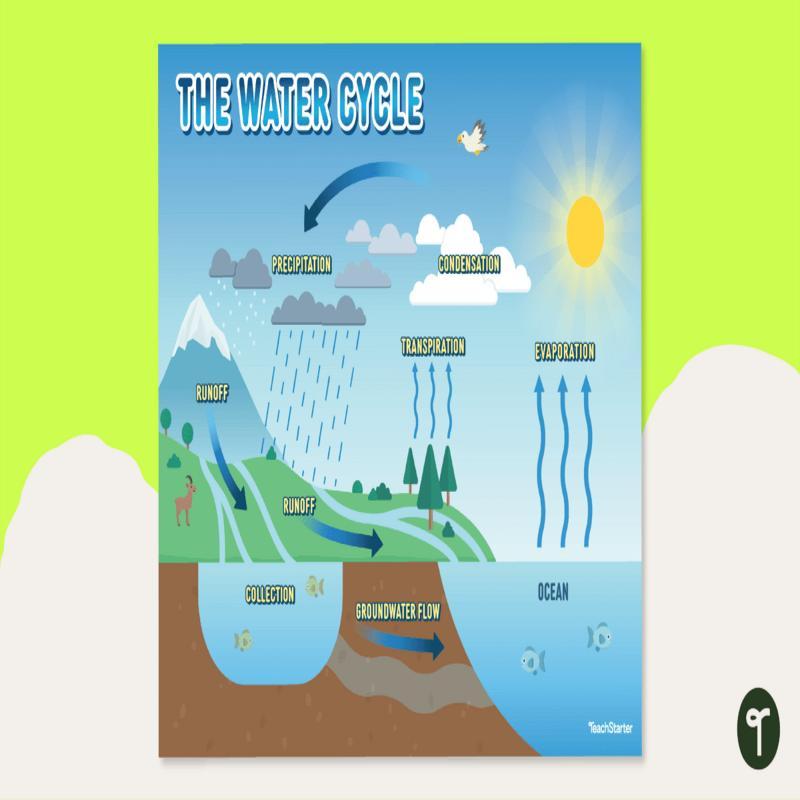 THE WATER CYCLE
PRECIPITATION
CONDENSATION
TRANSPIRATION
EVAPORATION
RUNOFF
RUNOFF
COLLECTION
OCEAN
GROUNDWATER FLOW
TeachStarter